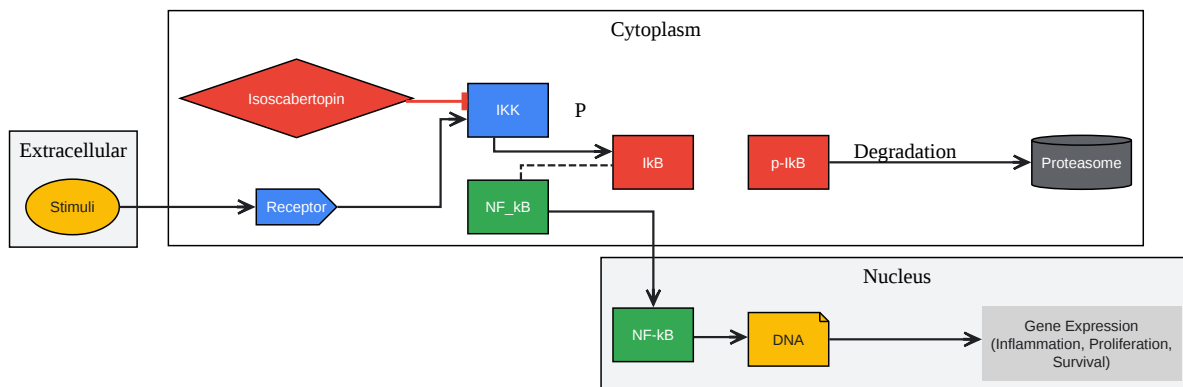 Cytoplasm
Isoscabertopin
IKK
P
Extracellular
IkB
p-IkB
Degradation
Proteasome
Stimuli
Receptor
NF_kB
Nucleus
NF-kB
DNA
Gene Expression
(Inflammation, Proliferation,
Survival)